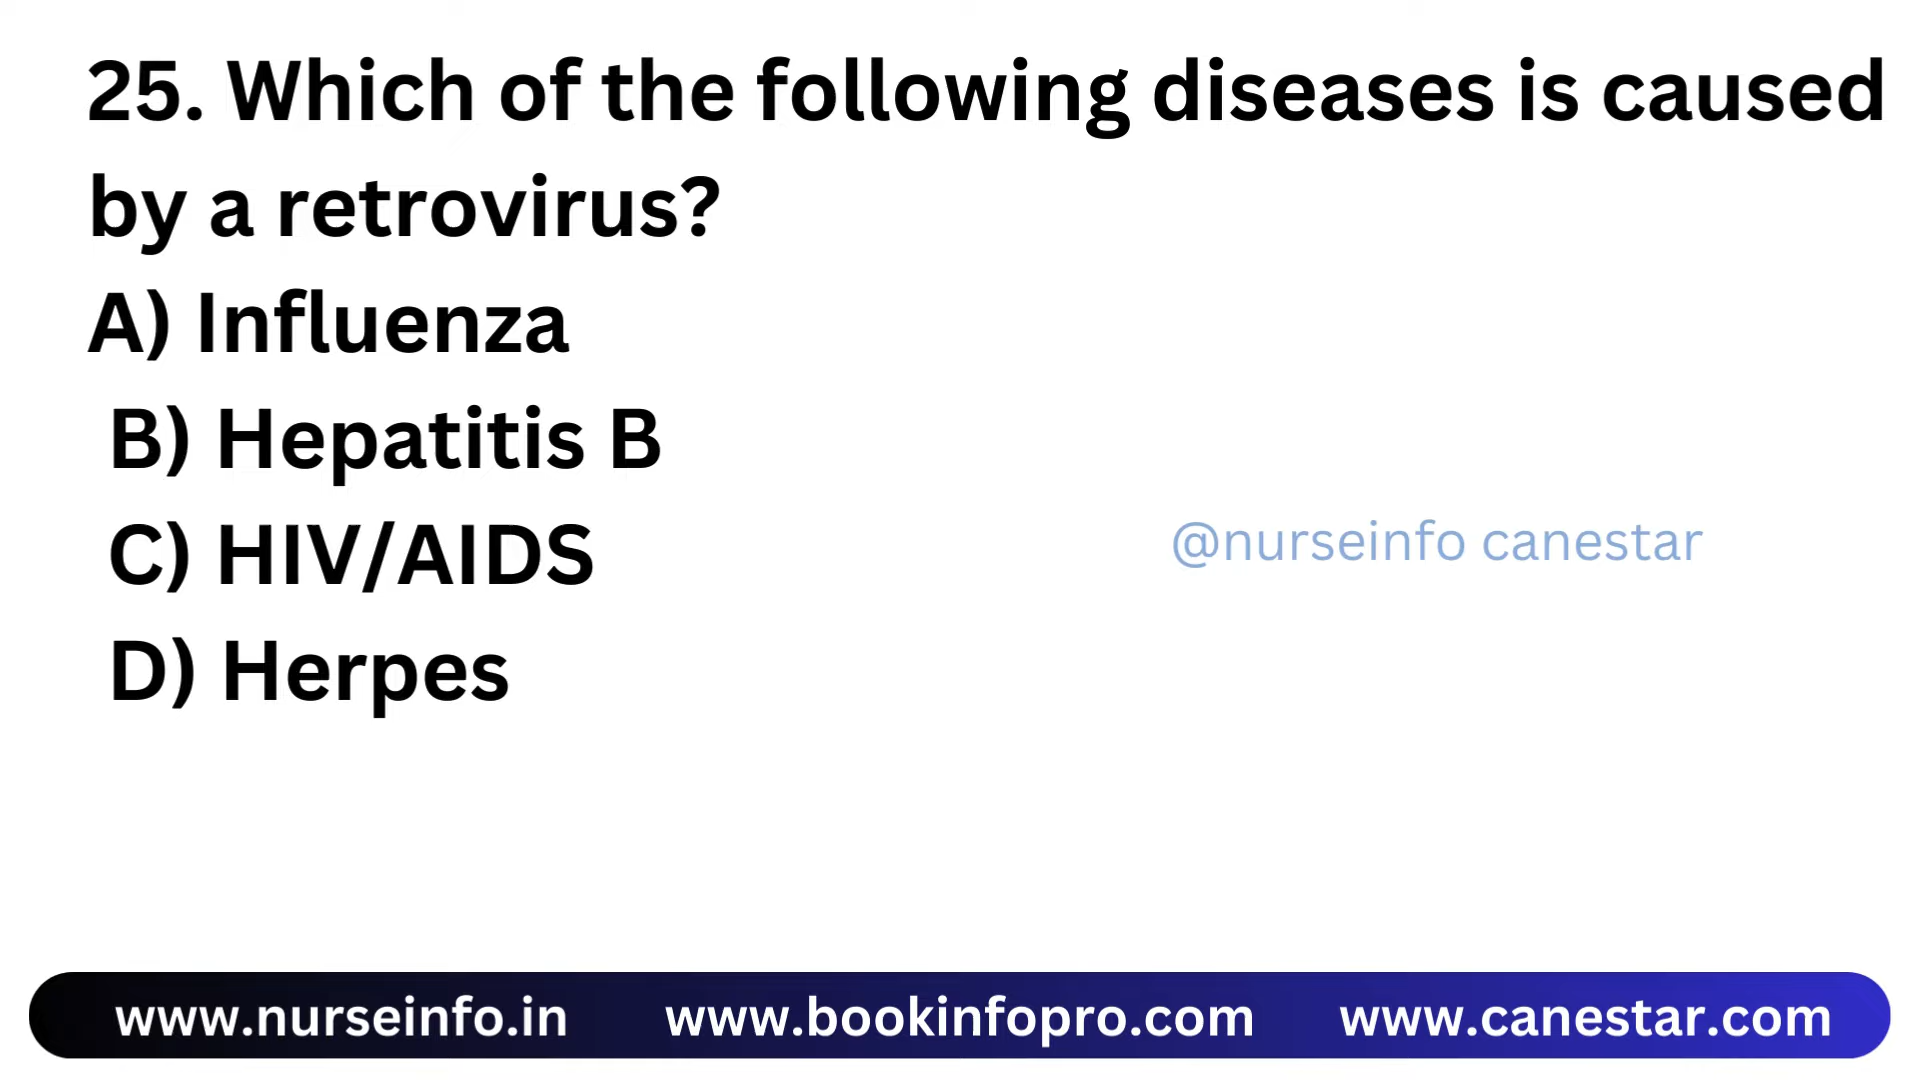 25. Which of the following diseases is caused
by a retrovirus?
A) Influenza
B) Hepatitis B
C) HIV/AIDS
@nurseinfo canestar
D) Herpes
www.nurseinfo.in www.bookinfopro.com www.canestar.com